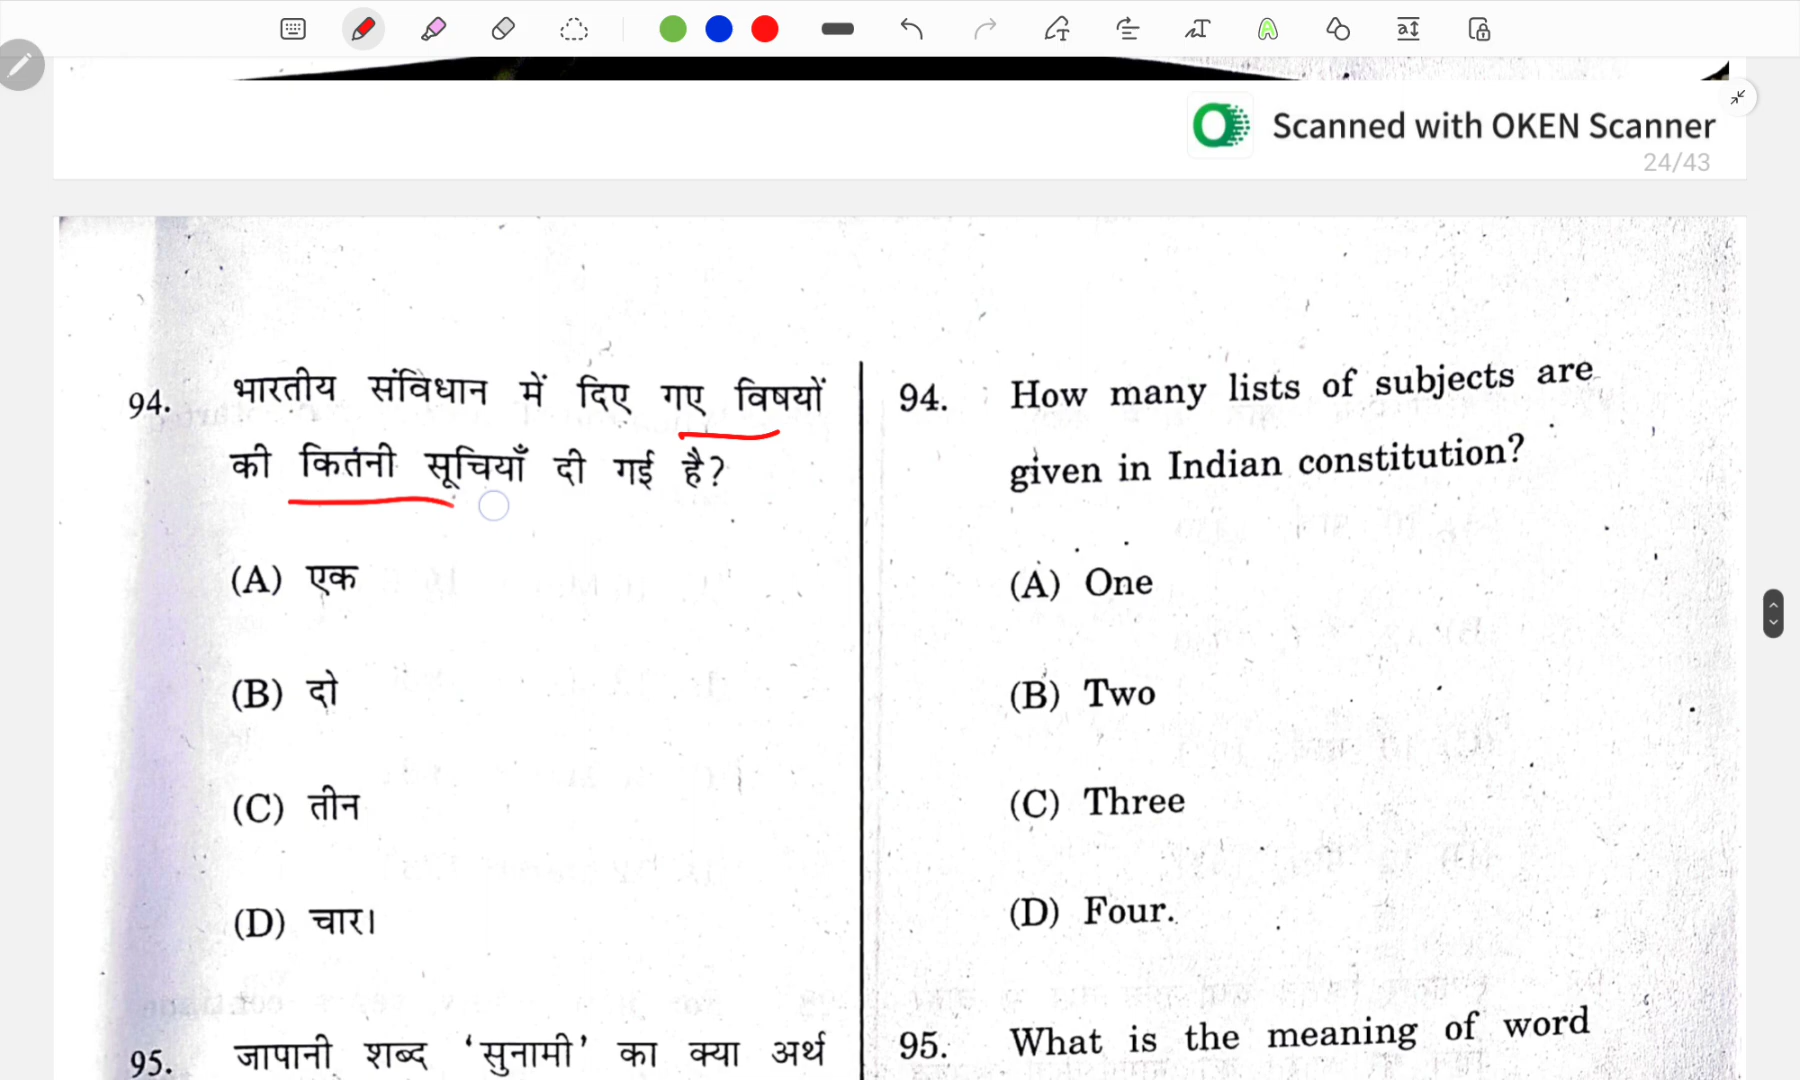 Scanned with OKEN Scanner
24/43
94. भारतीय संविधान में दिए गए विषयों
की कितनी सूचियाँ दी गई है?
(A) एक
(B) दो
(C) तीन
(D) चार।
95. जापानी शब्द 'सुनामी' का क्या अर्थ
94. How many lists of subjects are
given in Indian constitution?
(A) One
(B) Two
(C) Three
(D) Four.
95. What is the meaning of word